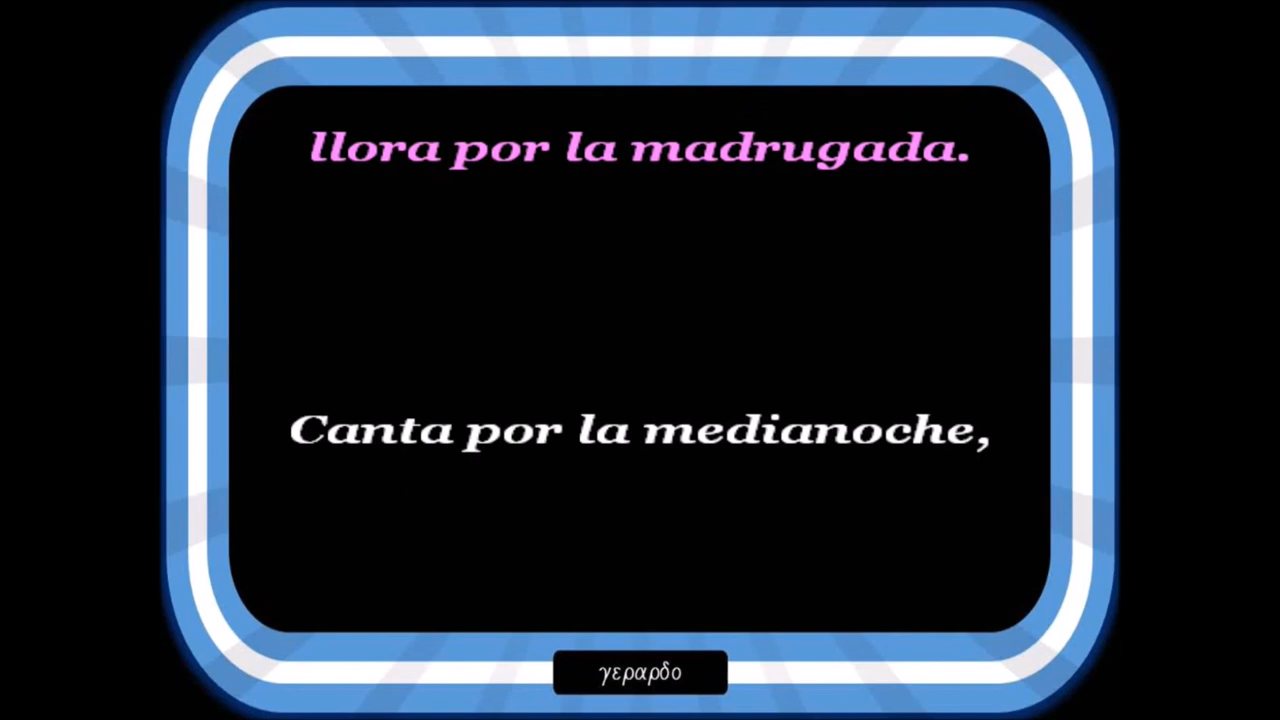 llora por la madrugada.
Canta por la medianoche,
γεραρδο